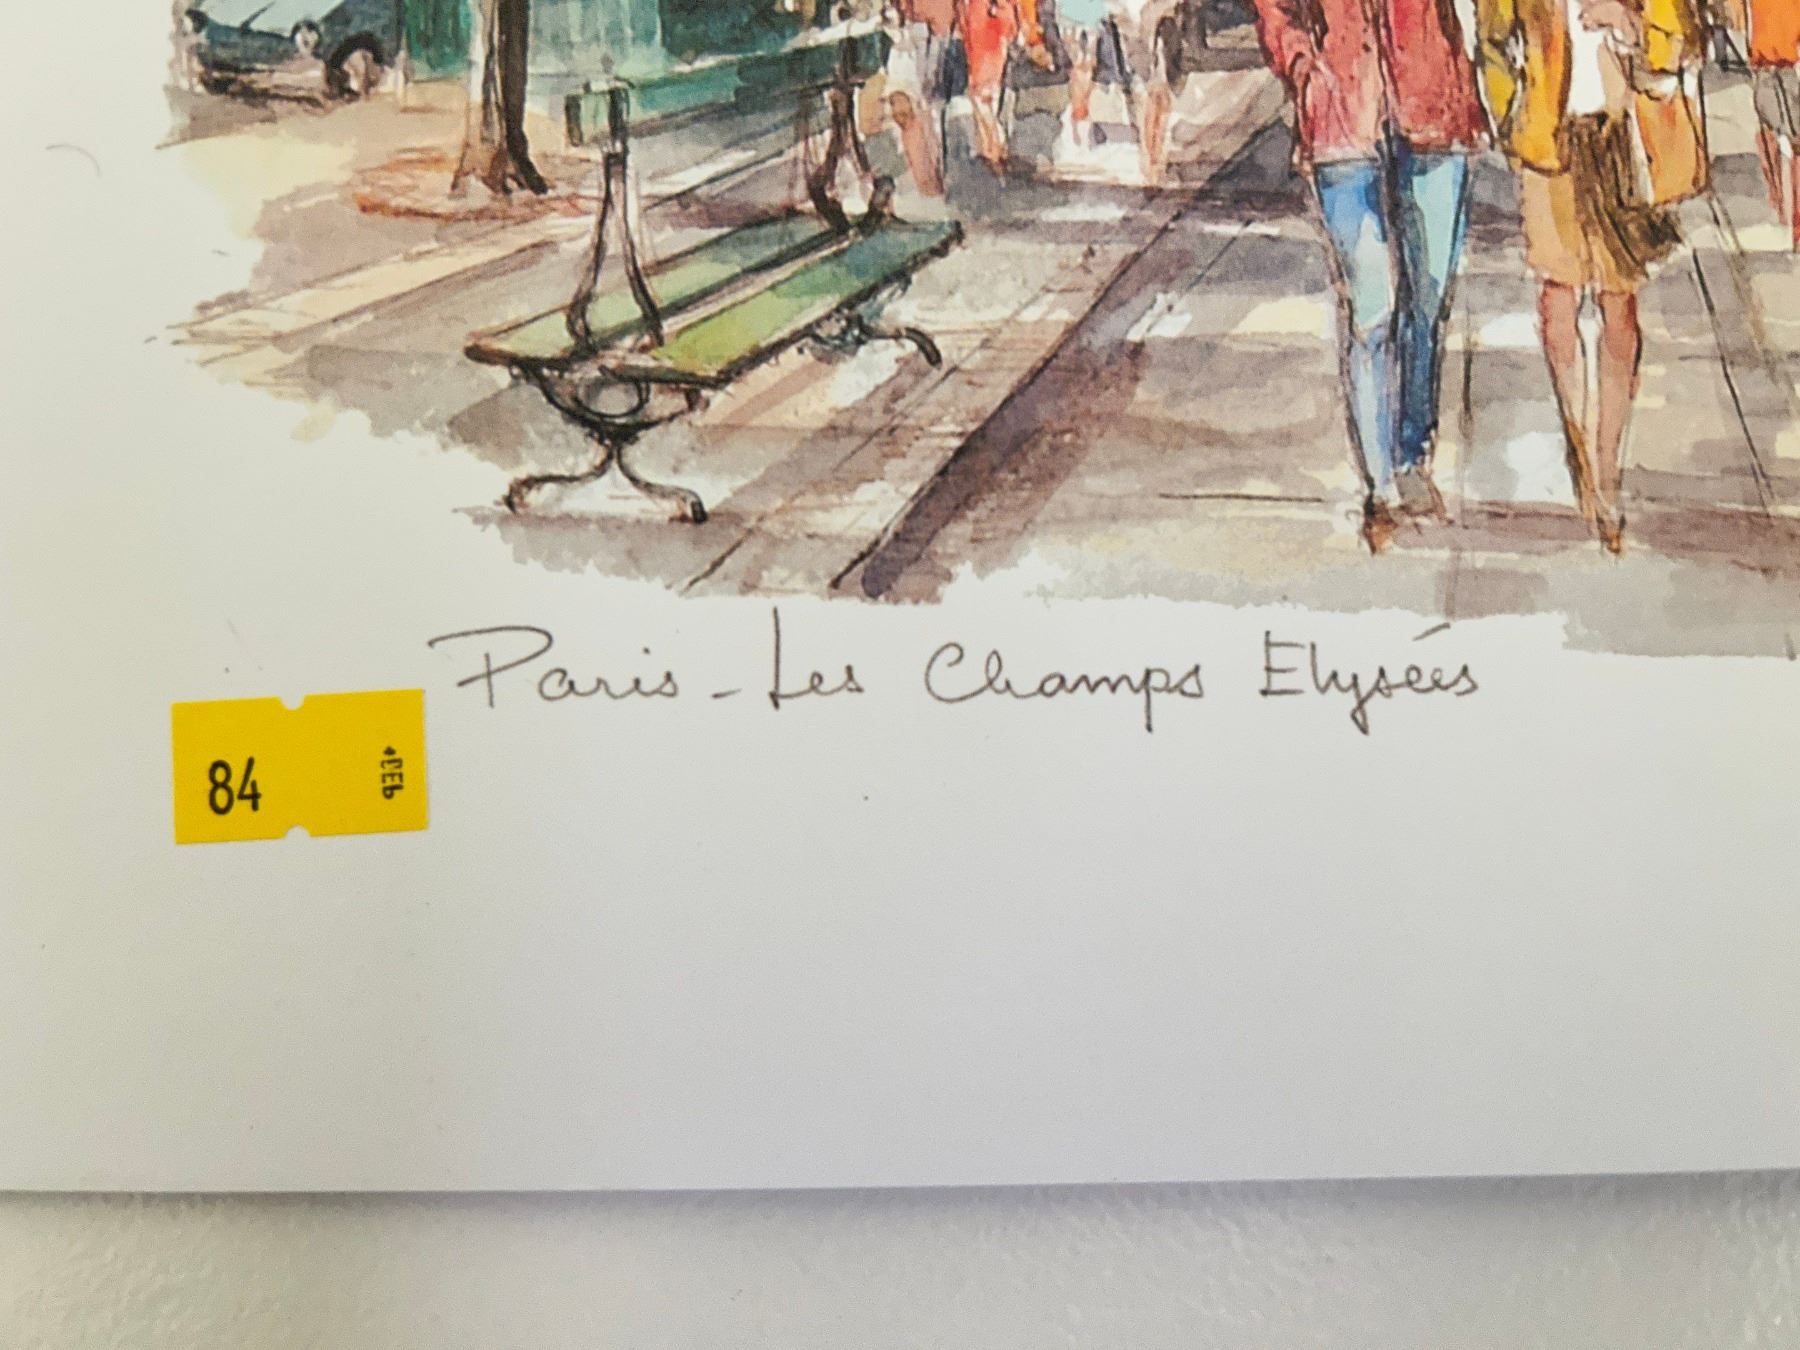 Paris - Les Champs Elysées
84